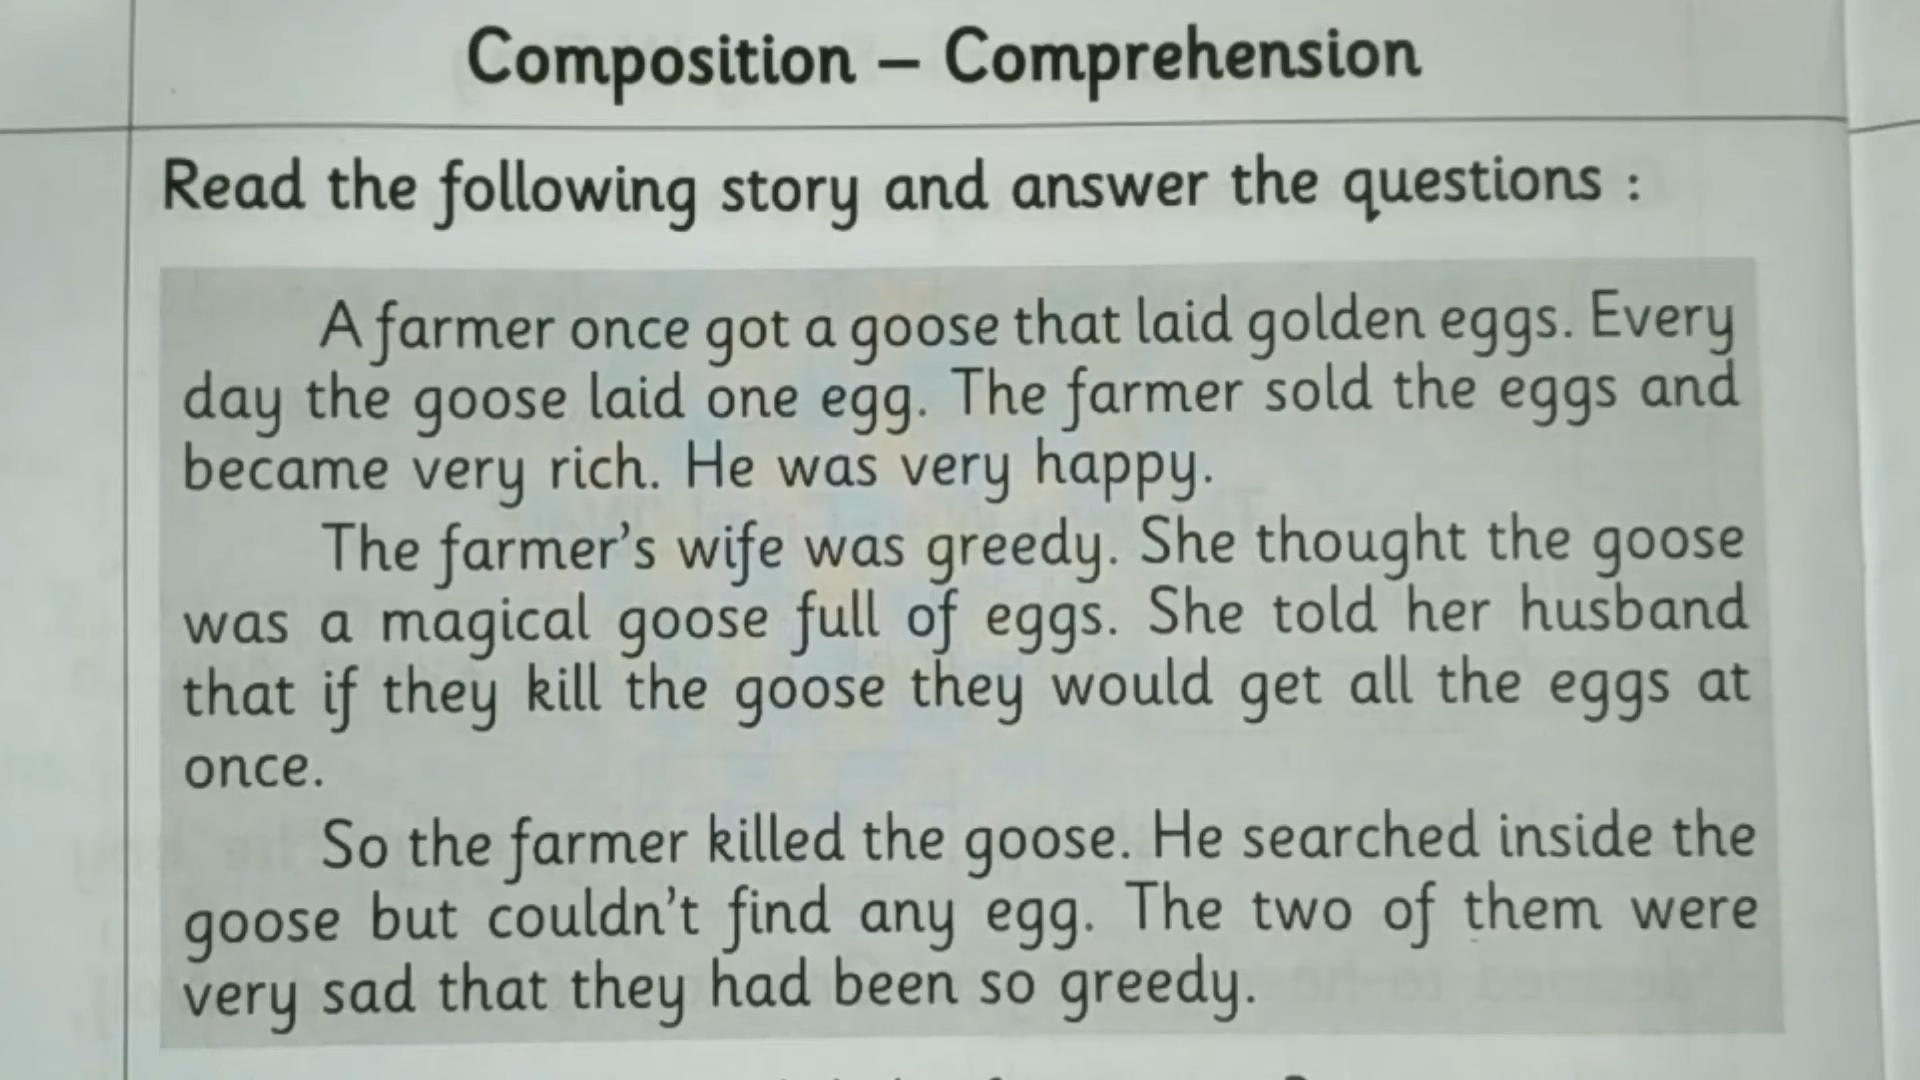 Composition – Comprehension
Read the following story and answer the questions :
A farmer once got a goose that laid golden eggs. Every
day the goose laid one egg. The farmer sold the eggs and
became very rich. He was very happy.
The farmer's wife was greedy. She thought the goose
was a magical goose full of eggs. She told her husband
that if they kill the goose they would get all the eggs at
once.
So the farmer killed the goose. He searched inside the
goose but couldn't find any egg. The two of them were
very sad that they had been so greedy.